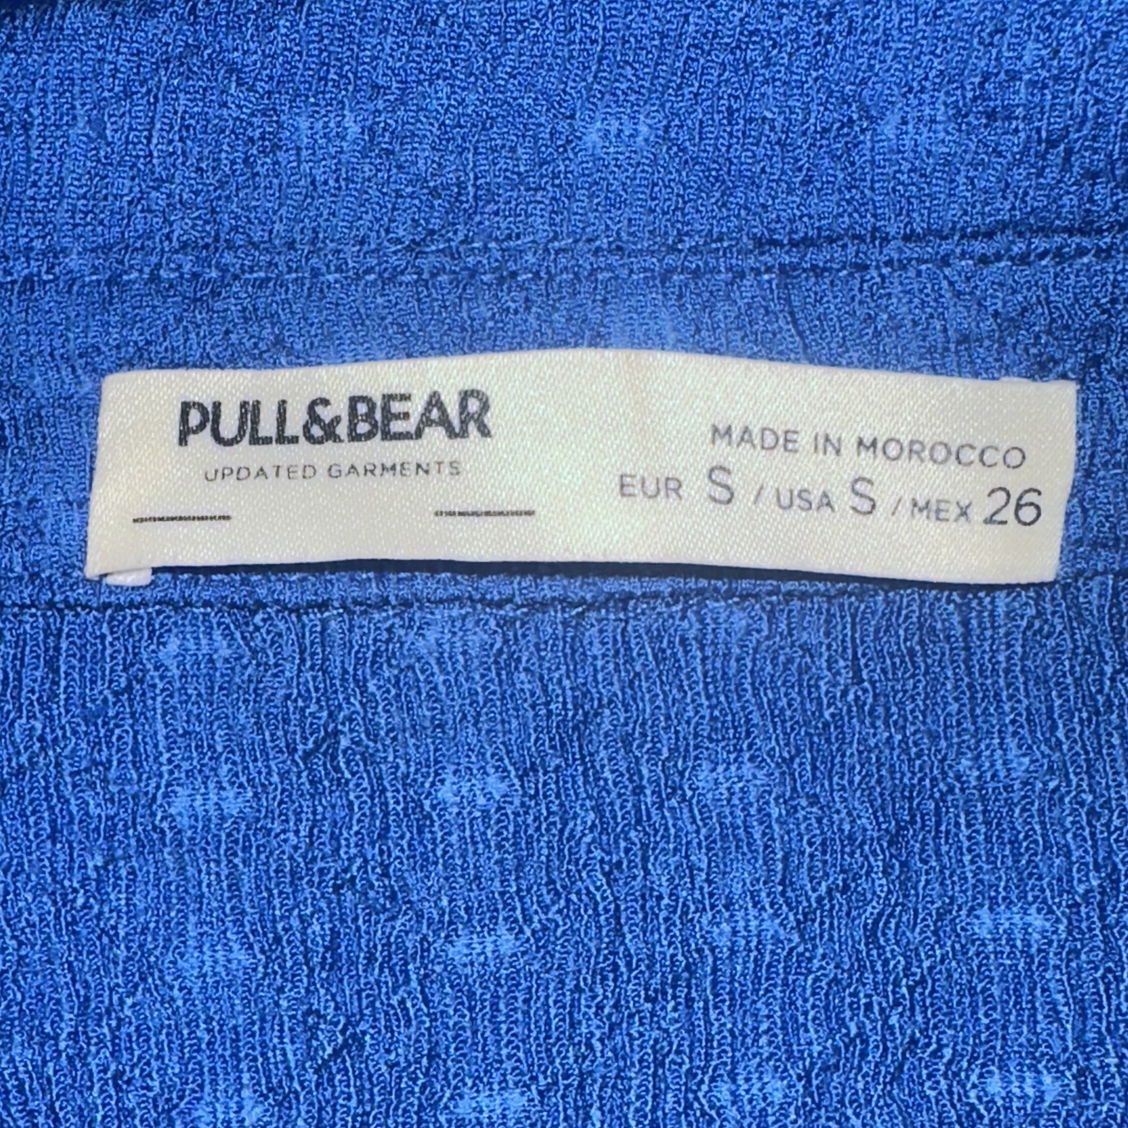 PULL&BEAR
UPDATED GARMENTS
MADE IN MOROCCO
EUR S / USA S / MEX 26